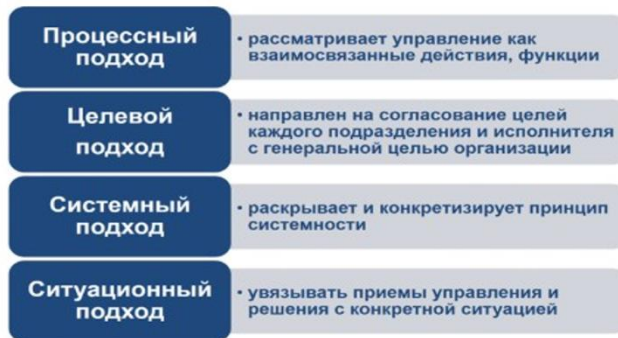 Процессный
подход
• рассматривает управление как
взаимосвязанные действия, функции
Целевой
подход
• направлен на согласование целей
каждого подразделения и исполнителя
с генеральной целью организации
Системный
подход
• раскрывает и конкретизирует принцип
системности
Ситуационный
подход
• увязывать приемы управления и
решения с конкретной ситуацией